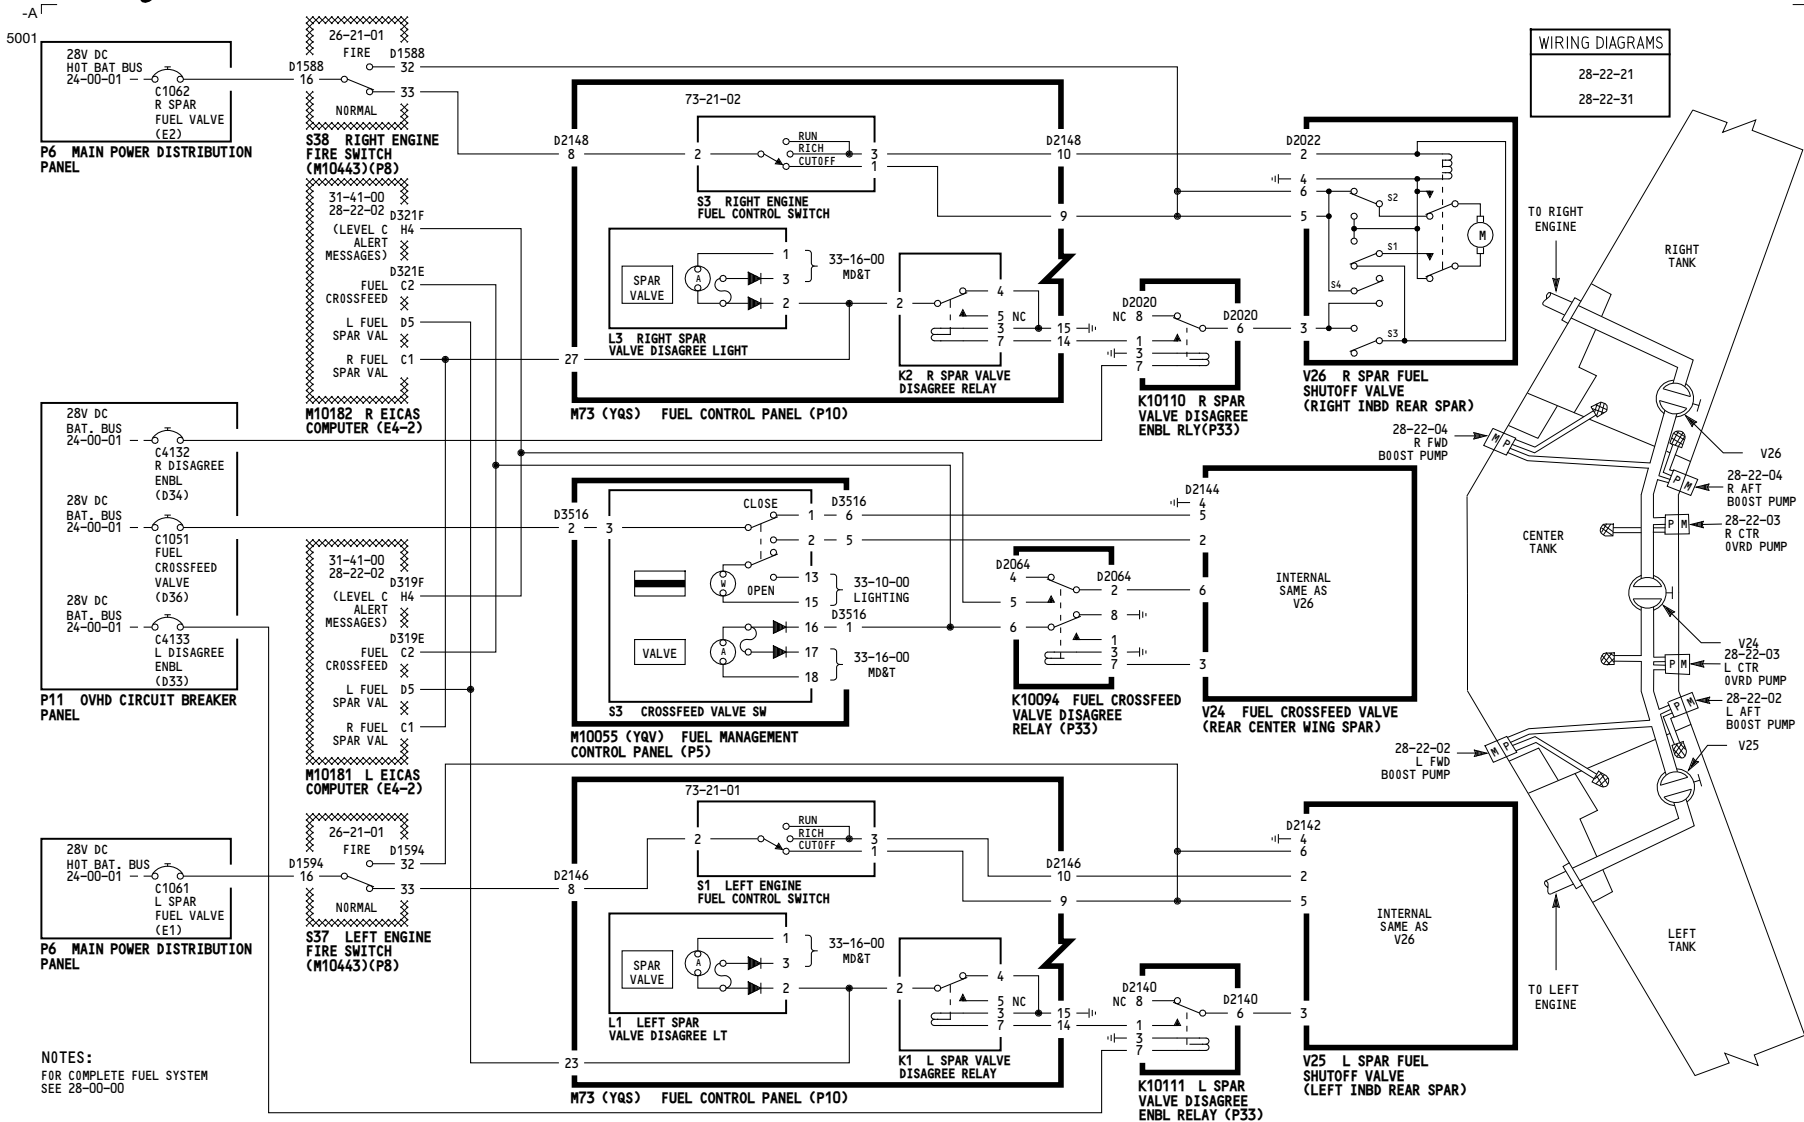 -A
5001
28V DC
HOT BAT BUS
24-00-01
C1062
R SPAR
FUEL VALVE
(E2)
P6 MAIN POWER DISTRIBUTION
PANEL
26-21-01
FIRE
D1588
32
D1588
16
33
NORMAL
S38 RIGHT ENGINE
FIRE SWITCH
(M10443)(P8)
31-41-00
28-22-02
D321F
(LEVEL C H4
ALERT
MESSAGES)
D321E
FUEL C2
CROSSFEED
L FUEL D5
SPAR VAL
R FUEL C1
SPAR VAL
M10182 R EICAS
COMPUTER (E4-2)
73-21-02
D2148
8
2
RUN
RICH
CUTOFF
3
1
S3 RIGHT ENGINE
FUEL CONTROL SWITCH
D2148
10
9
SPAR
VALVE
A
1
3
2
33-16-00
MD&T
L3 RIGHT SPAR
VALVE DISAGREE LIGHT
27
2
4
5 NC
3
7
15
14
K2 R SPAR VALVE
DISAGREE RELAY
M73 (YQS) FUEL CONTROL PANEL (P10)
D2020
NC 8
1
3
7
D2020
6
K10110 R SPAR
VALVE DISAGREE
ENBL RLY(P33)
D2022
2
4
6
5
3
S2
S1
S4
S3
M
V26 R SPAR FUEL
SHUTOFF VALVE
(RIGHT INBD REAR SPAR)
WIRING DIAGRAMS
28-22-21
28-22-31
28V DC
BAT. BUS
24-00-01
C4132
R DISAGREE
ENBL
(D34)
28V DC
BAT. BUS
24-00-01
C1051
FUEL
CROSSFEED
VALVE
(D36)
28V DC
BAT. BUS
24-00-01
C4133
L DISAGREE
ENBL
(D33)
P11 OVHD CIRCUIT BREAKER
PANEL
31-41-00
28-22-02
D319F
(LEVEL C H4
ALERT
MESSAGES)
D319E
FUEL C2
CROSSFEED
L FUEL D5
SPAR VAL
R FUEL C1
SPAR VAL
M10181 L EICAS
COMPUTER (E4-2)
D3516
2
3
CLOSE
1
2
W
OPEN
13
15
D3516
6
5
33-10-00
LIGHTING
D3516
16
1
VALVE
A
17
18
33-16-00
MD&T
S3 CROSSFEED VALVE SW
M10055 (YQV) FUEL MANAGEMENT
CONTROL PANEL (P5)
D2064
4
5
6
D2064
2
8
1
3
7
K10094 FUEL CROSSFEED
VALVE DISAGREE
RELAY (P33)
D2144
4
5
2
6
3
INTERNAL
SAME AS
V26
V24 FUEL CROSSFEED VALVE
(REAR CENTER WING SPAR)
28V DC
HOT BAT. BUS
24-00-01
C1061
L SPAR
FUEL VALVE
(E1)
P6 MAIN POWER DISTRIBUTION
PANEL
26-21-01
FIRE
D1594
32
D1594
16
33
NORMAL
S37 LEFT ENGINE
FIRE SWITCH
(M10443)(P8)
73-21-01
D2146
8
2
RUN
RICH
CUTOFF
3
1
S1 LEFT ENGINE
FUEL CONTROL SWITCH
D2146
10
9
SPAR
VALVE
A
1
3
2
33-16-00
MD&T
L1 LEFT SPAR
VALVE DISAGREE LT
23
2
4
5 NC
3
7
15
14
K1 L SPAR VALVE
DISAGREE RELAY
M73 (YQS) FUEL CONTROL PANEL (P10)
D2140
NC 8
1
3
7
D2140
6
K10111 L SPAR
VALVE DISAGREE
ENBL RELAY (P33)
D2142
4
6
2
5
3
INTERNAL
SAME AS
V26
V25 L SPAR FUEL
SHUTOFF VALVE
(LEFT INBD REAR SPAR)
TO RIGHT
ENGINE
RIGHT
TANK
28-22-04
R FWD
BOOST PUMP
M P
V26
P M
28-22-04
R AFT
BOOST PUMP
P M
28-22-03
R CTR
OVRD PUMP
CENTER
TANK
V24
P M
28-22-03
L CTR
OVRD PUMP
P M
28-22-02
L AFT
BOOST PUMP
V25
28-22-02
L FWD
BOOST PUMP
M P
LEFT
TANK
TO LEFT
ENGINE
NOTES:
FOR COMPLETE FUEL SYSTEM
SEE 28-00-00